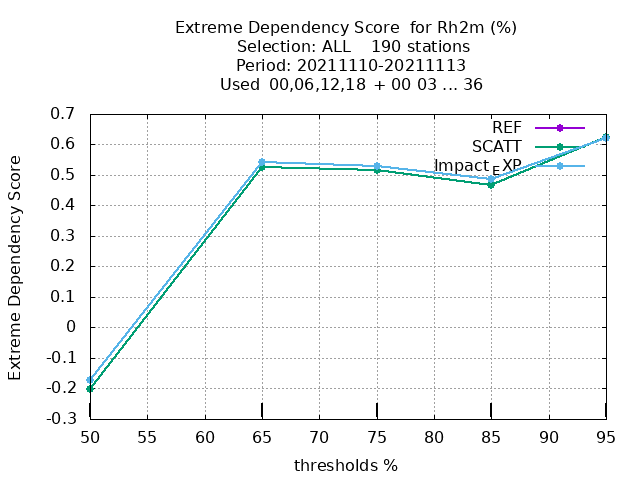 Extreme Dependency Score  for Rh2m (%)
Selection: ALL    190 stations
Period: 20211110-20211113
Used  00,06,12,18  + 00 03 ... 36
0.7
0.6
0.5
0.4
0.3
0.2
0.1
0
-0.1
-0.2
-0.3
Extreme Dependency Score
REF
SCATT
Impact_EXP
50 55 60 65 70 75 80 85 90 95
thresholds %